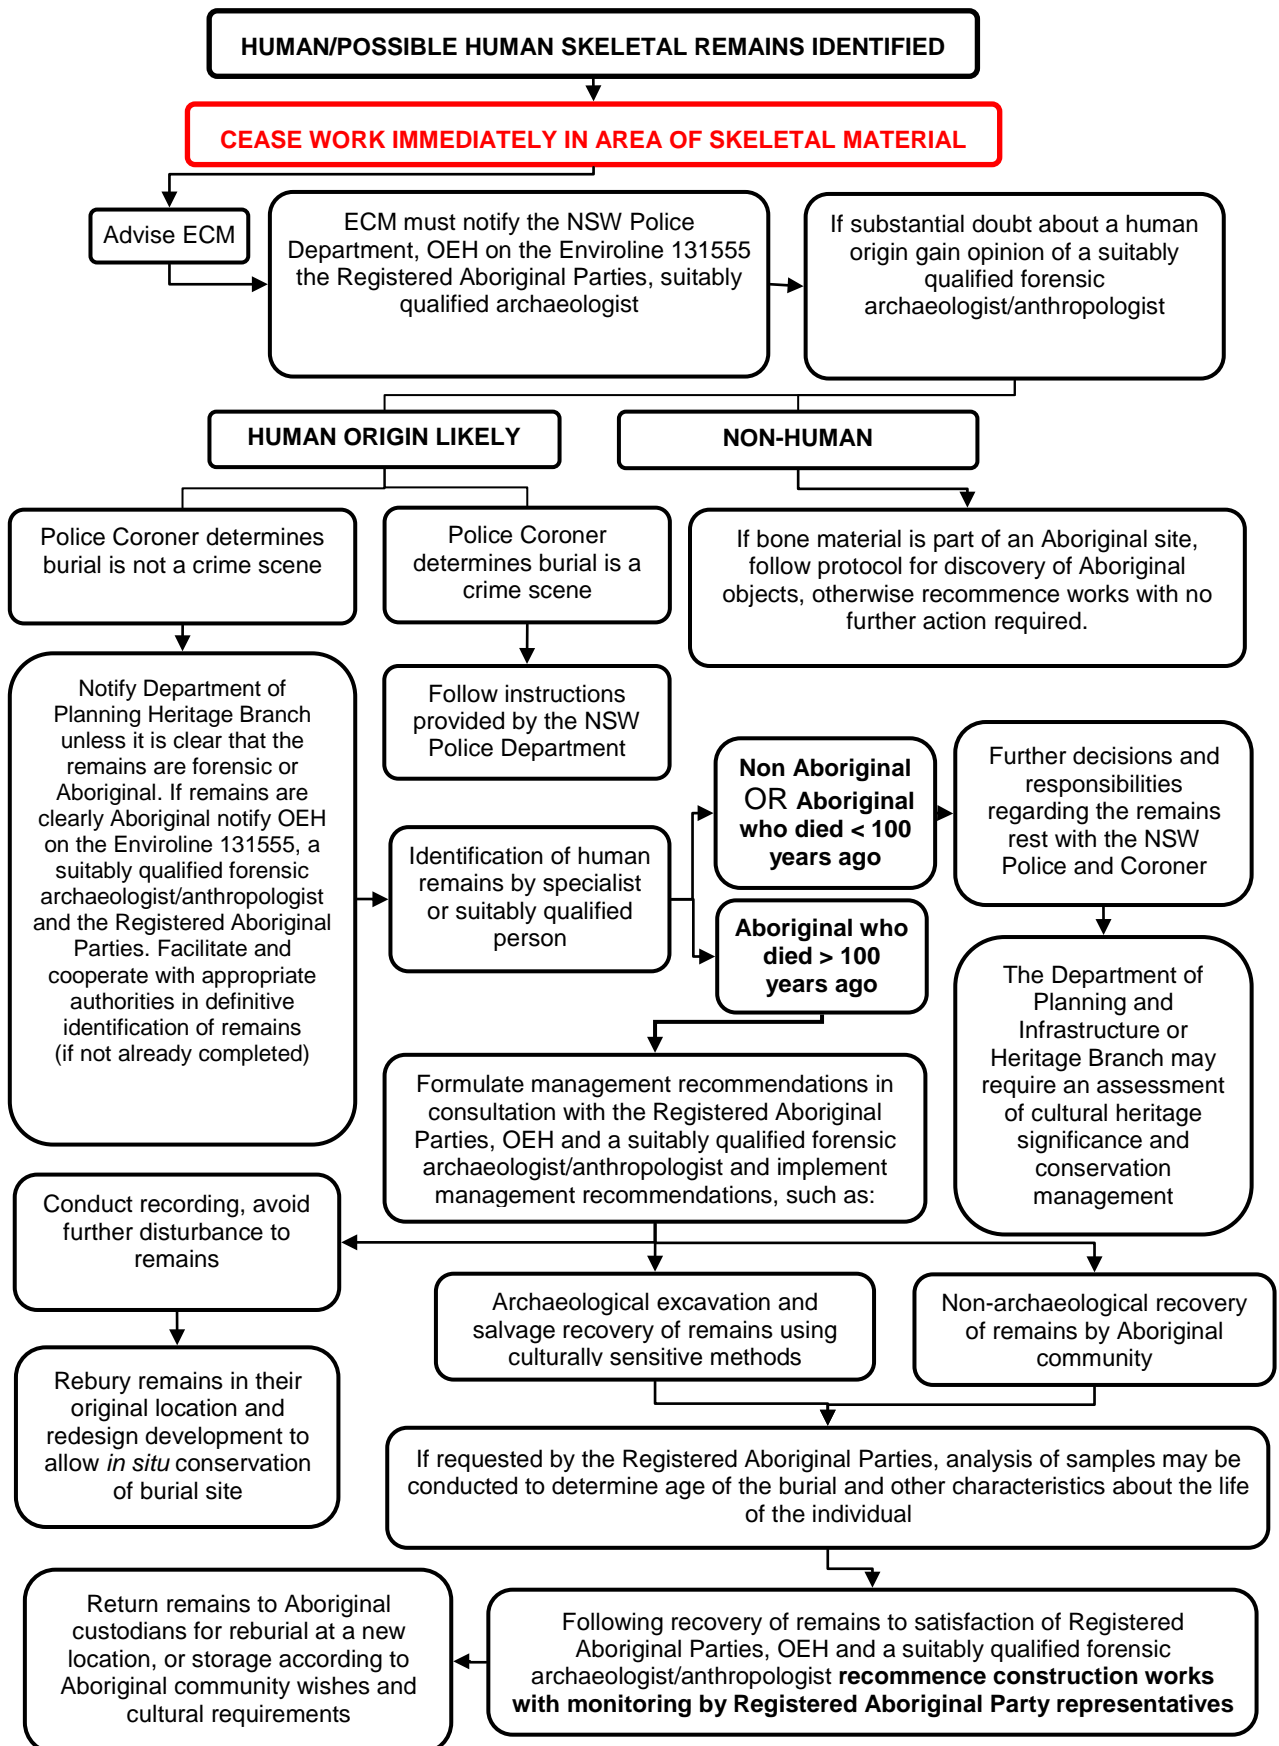 HUMAN/POSSIBLE HUMAN SKELETAL REMAINS IDENTIFIED
CEASE WORK IMMEDIATELY IN AREA OF SKELETAL MATERIAL
Advise ECM
ECM must notify the NSW Police
Department, OEH on the Enviroline 131555
the Registered Aboriginal Parties, suitably
qualified archaeologist
If substantial doubt about a human
origin gain opinion of a suitably
qualified forensic
archaeologist/anthropologist
HUMAN ORIGIN LIKELY
NON-HUMAN
Police Coroner determines
burial is not a crime scene
Police Coroner
determines burial is a
crime scene
If bone material is part of an Aboriginal site,
follow protocol for discovery of Aboriginal
objects, otherwise recommence works with no
further action required.
Notify Department of
Planning Heritage Branch
unless it is clear that the
remains are forensic or
Aboriginal. If remains are
clearly Aboriginal notify OEH
on the Enviroline 131555, a
suitably qualified forensic
archaeologist/anthropologist
and the Registered Aboriginal
Parties. Facilitate and
cooperate with appropriate
authorities in definitive
identification of remains
(if not already completed)
Follow instructions
provided by the NSW
Police Department
Identification of human
remains by specialist
or suitably qualified
person
Non Aboriginal
OR Aboriginal
who died < 100
years ago
Further decisions and
responsibilities
regarding the remains
rest with the NSW
Police and Coroner
Aboriginal who
died > 100
years ago
The Department of
Planning and
Infrastructure or
Heritage Branch may
require an assessment
of cultural heritage
significance and
conservation
management
Formulate management recommendations in
consultation with the Registered Aboriginal
Parties, OEH and a suitably qualified forensic
archaeologist/anthropologist and implement
management recommendations, such as:
Conduct recording, avoid
further disturbance to
remains
Archaeological excavation and
salvage recovery of remains using
culturally sensitive methods
Non-archaeological recovery
of remains by Aboriginal
community
Rebury remains in their
original location and
redesign development to
allow in situ conservation
of burial site
If requested by the Registered Aboriginal Parties, analysis of samples may be
conducted to determine age of the burial and other characteristics about the life
of the individual
Following recovery of remains to satisfaction of Registered
Aboriginal Parties, OEH and a suitably qualified forensic
archaeologist/anthropologist recommence construction works
with monitoring by Registered Aboriginal Party representatives
Return remains to Aboriginal
custodians for reburial at a new
location, or storage according to
Aboriginal community wishes and
cultural requirements